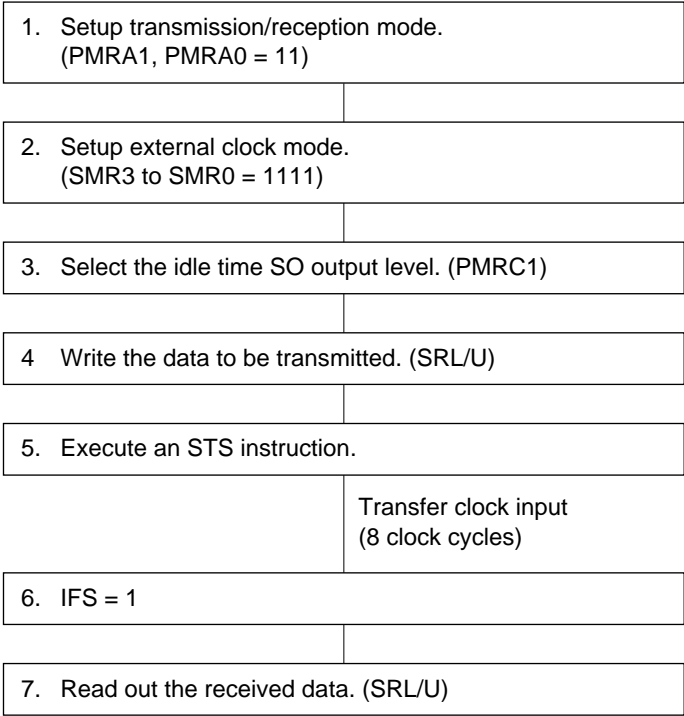 1. Setup transmission/reception mode.
(PMRA1, PMRA0 = 11)
2. Setup external clock mode.
(SMR3 to SMR0 = 1111)
3. Select the idle time SO output level. (PMRC1)
4 Write the data to be transmitted. (SRL/U)
5. Execute an STS instruction.
Transfer clock input
(8 clock cycles)
6. IFS = 1
7. Read out the received data. (SRL/U)